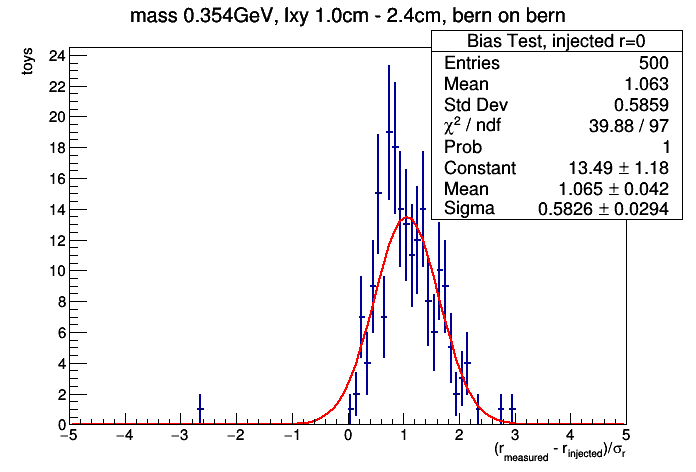 mass 0.354GeV, lxy 1.0cm - 2.4cm, bern on bern
Bias Test, injected r=0
Entries 500
Mean 1.063
Std Dev 0.5859
χ² / ndf 39.88 / 97
Prob 1
Constant 13.49 ± 1.18
Mean 1.065 ± 0.042
Sigma 0.5826 ± 0.0294
toys
24
22
20
18
16
14
12
10
8
6
4
2
0
−5 −4 −3 −2 −1 0 1 2 3 4 5
(r_measured - r_injected)/σ_r